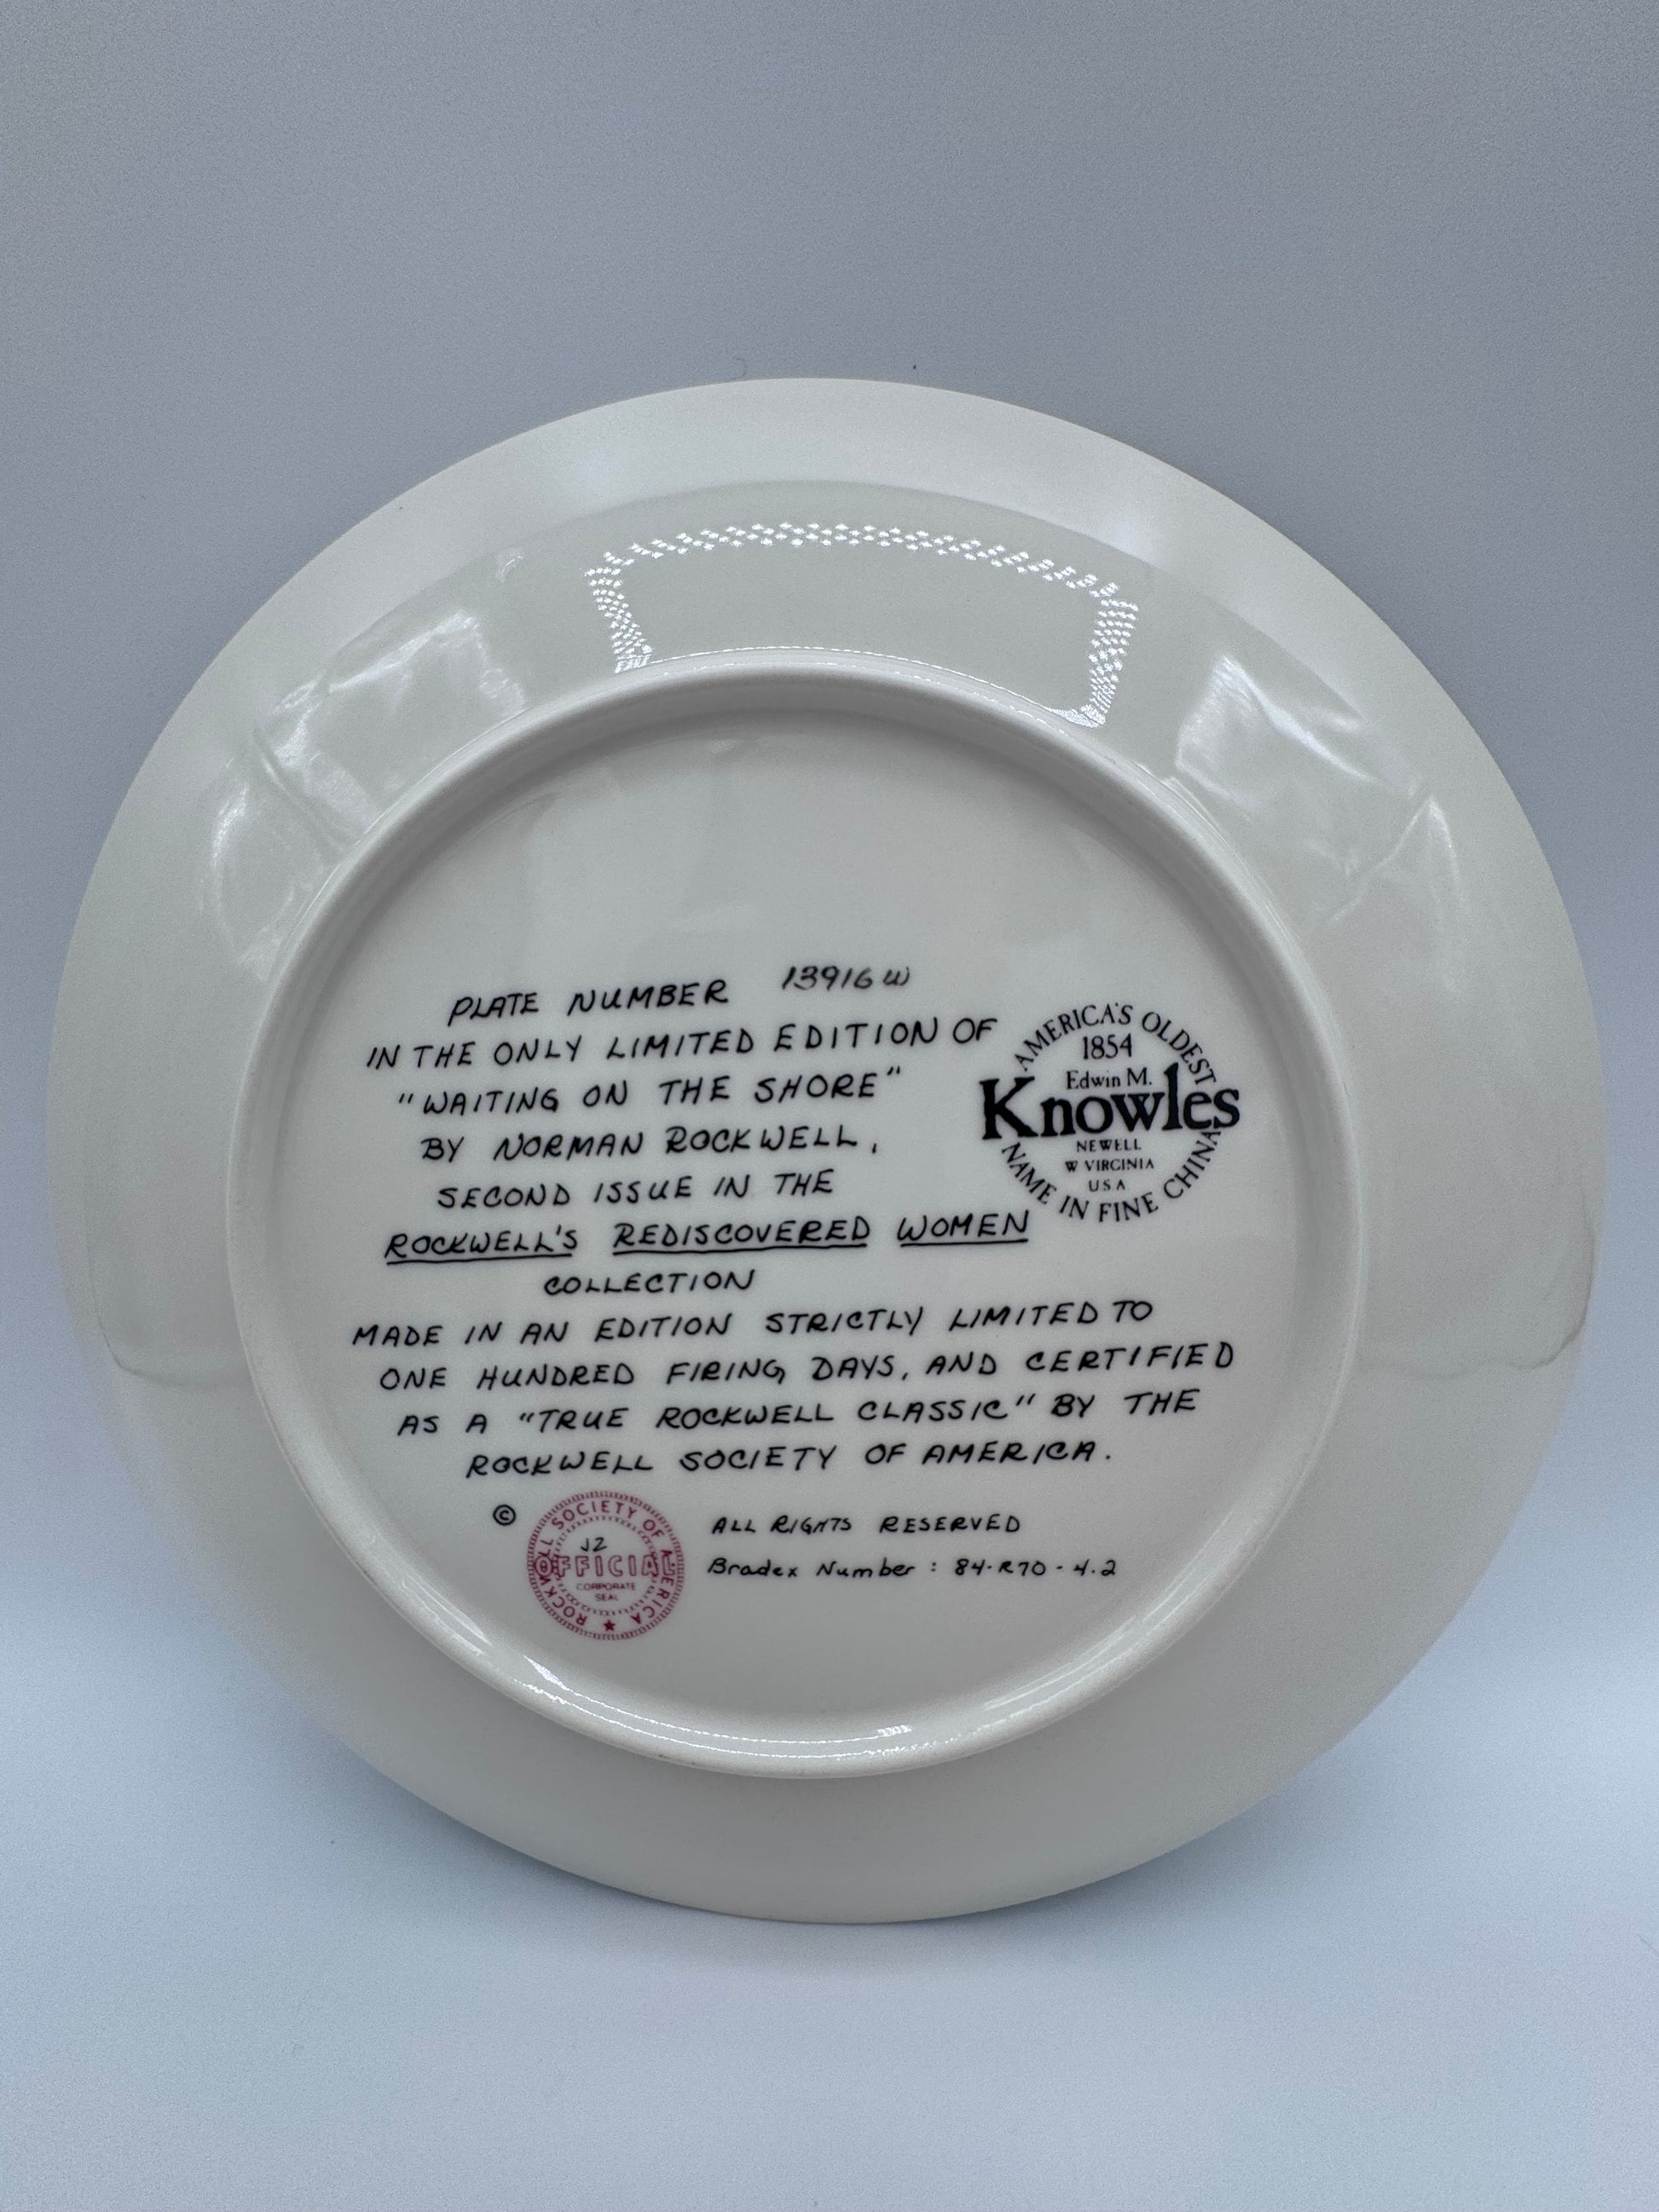 PLATE NUMBER 13916 W
IN THE ONLY LIMITED EDITION OF
"WAITING ON THE SHORE"
BY NORMAN ROCKWELL,
SECOND ISSUE IN THE
ROCKWELL'S REDISCOVERED WOMEN
COLLECTION
MADE IN AN EDITION STRICTLY LIMITED TO
ONE HUNDRED FIRING DAYS, AND CERTIFIED
AS A "TRUE ROCKWELL CLASSIC" BY THE
ROCKWELL SOCIETY OF AMERICA.
AMERICA'S OLDEST
1854
Edwin M.
Knowles
NEWELL
W VIRGINIA
U.S.A
NAME IN FINE CHINA
©
ROCKWELL SOCIETY OF AMERICA
JZ
OFFICIAL
CORPORATE
SEAL
ALL RIGHTS RESERVED
Bradex Number : 84-R70-4.2